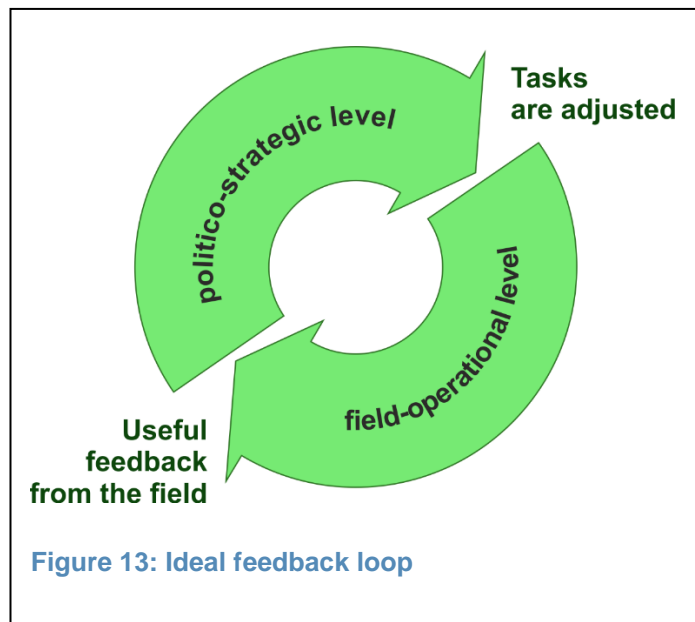 politico-strategic level
Tasks
are adjusted
field-operational level
Useful
feedback
from the field
Figure 13: Ideal feedback loop